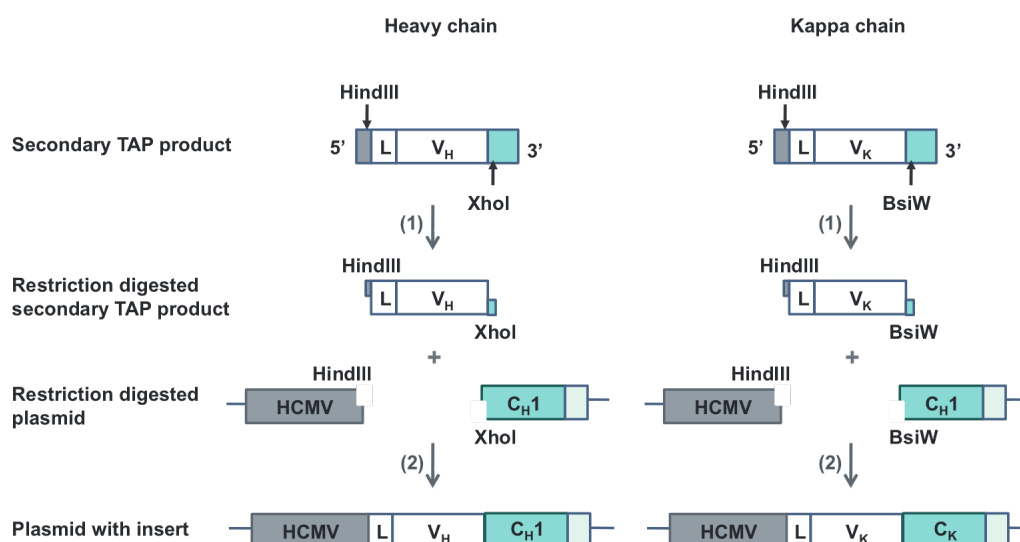 Heavy chain
Kappa chain
HindIII
HindIII
Secondary TAP product
5’
L
VH
3’
5’
L
VK
3’
XhoI
BsiW
(1)
(1)
HindIII
HindIII
Restriction digested
secondary TAP product
L
VH
L
VK
XhoI
BsiW
+
+
HindIII
HindIII
Restriction digested
plasmid
HCMV
CH1
HCMV
CH1
XhoI
BsiW
(2)
(2)
Plasmid with insert
HCMV
L
VH
CH1
HCMV
L
VK
CK